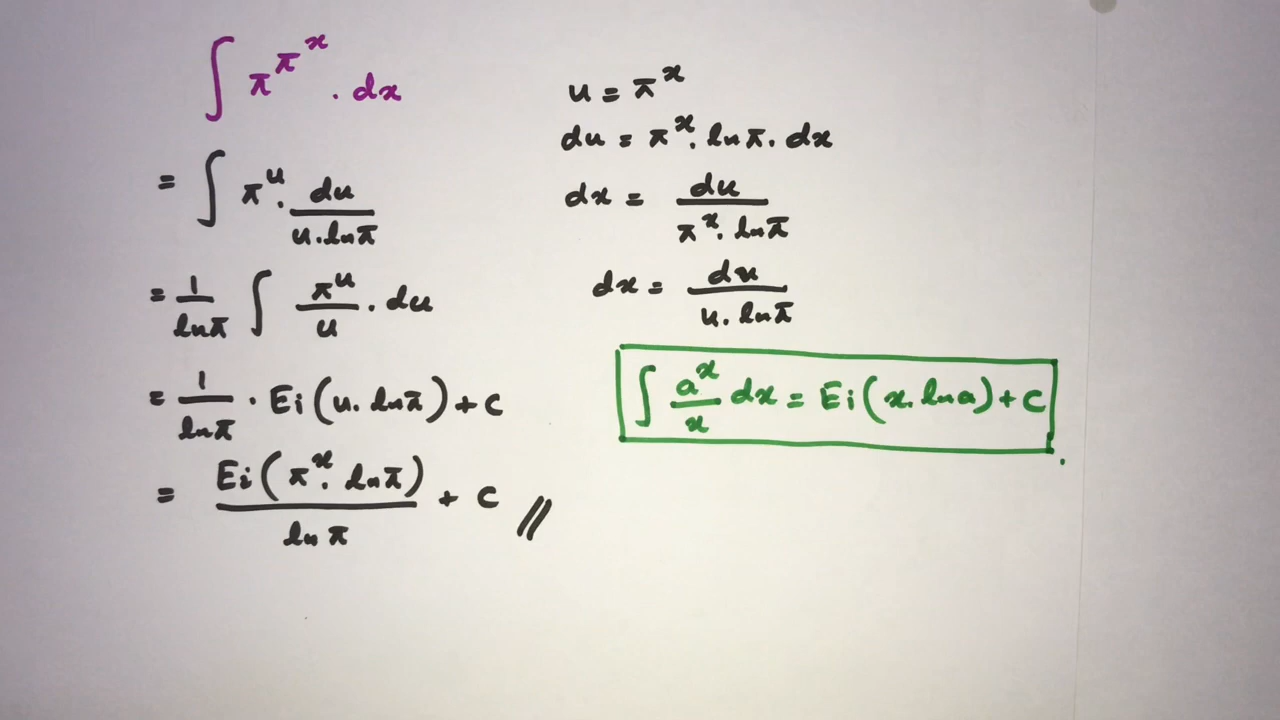 ∫ π^π^x . dx
= ∫ π^u . du / (u . ln π)
= 1/ln π ∫ π^u/u . du
= 1/ln π . Ei(u . ln π) + c
= Ei(π^x . ln π) / ln π + c //
u = π^x
du = π^x . ln π . dx
dx = du / (π^x . ln π)
dx = du / (u . ln π)
∫ a^x/x dx = Ei(x . ln a) + c